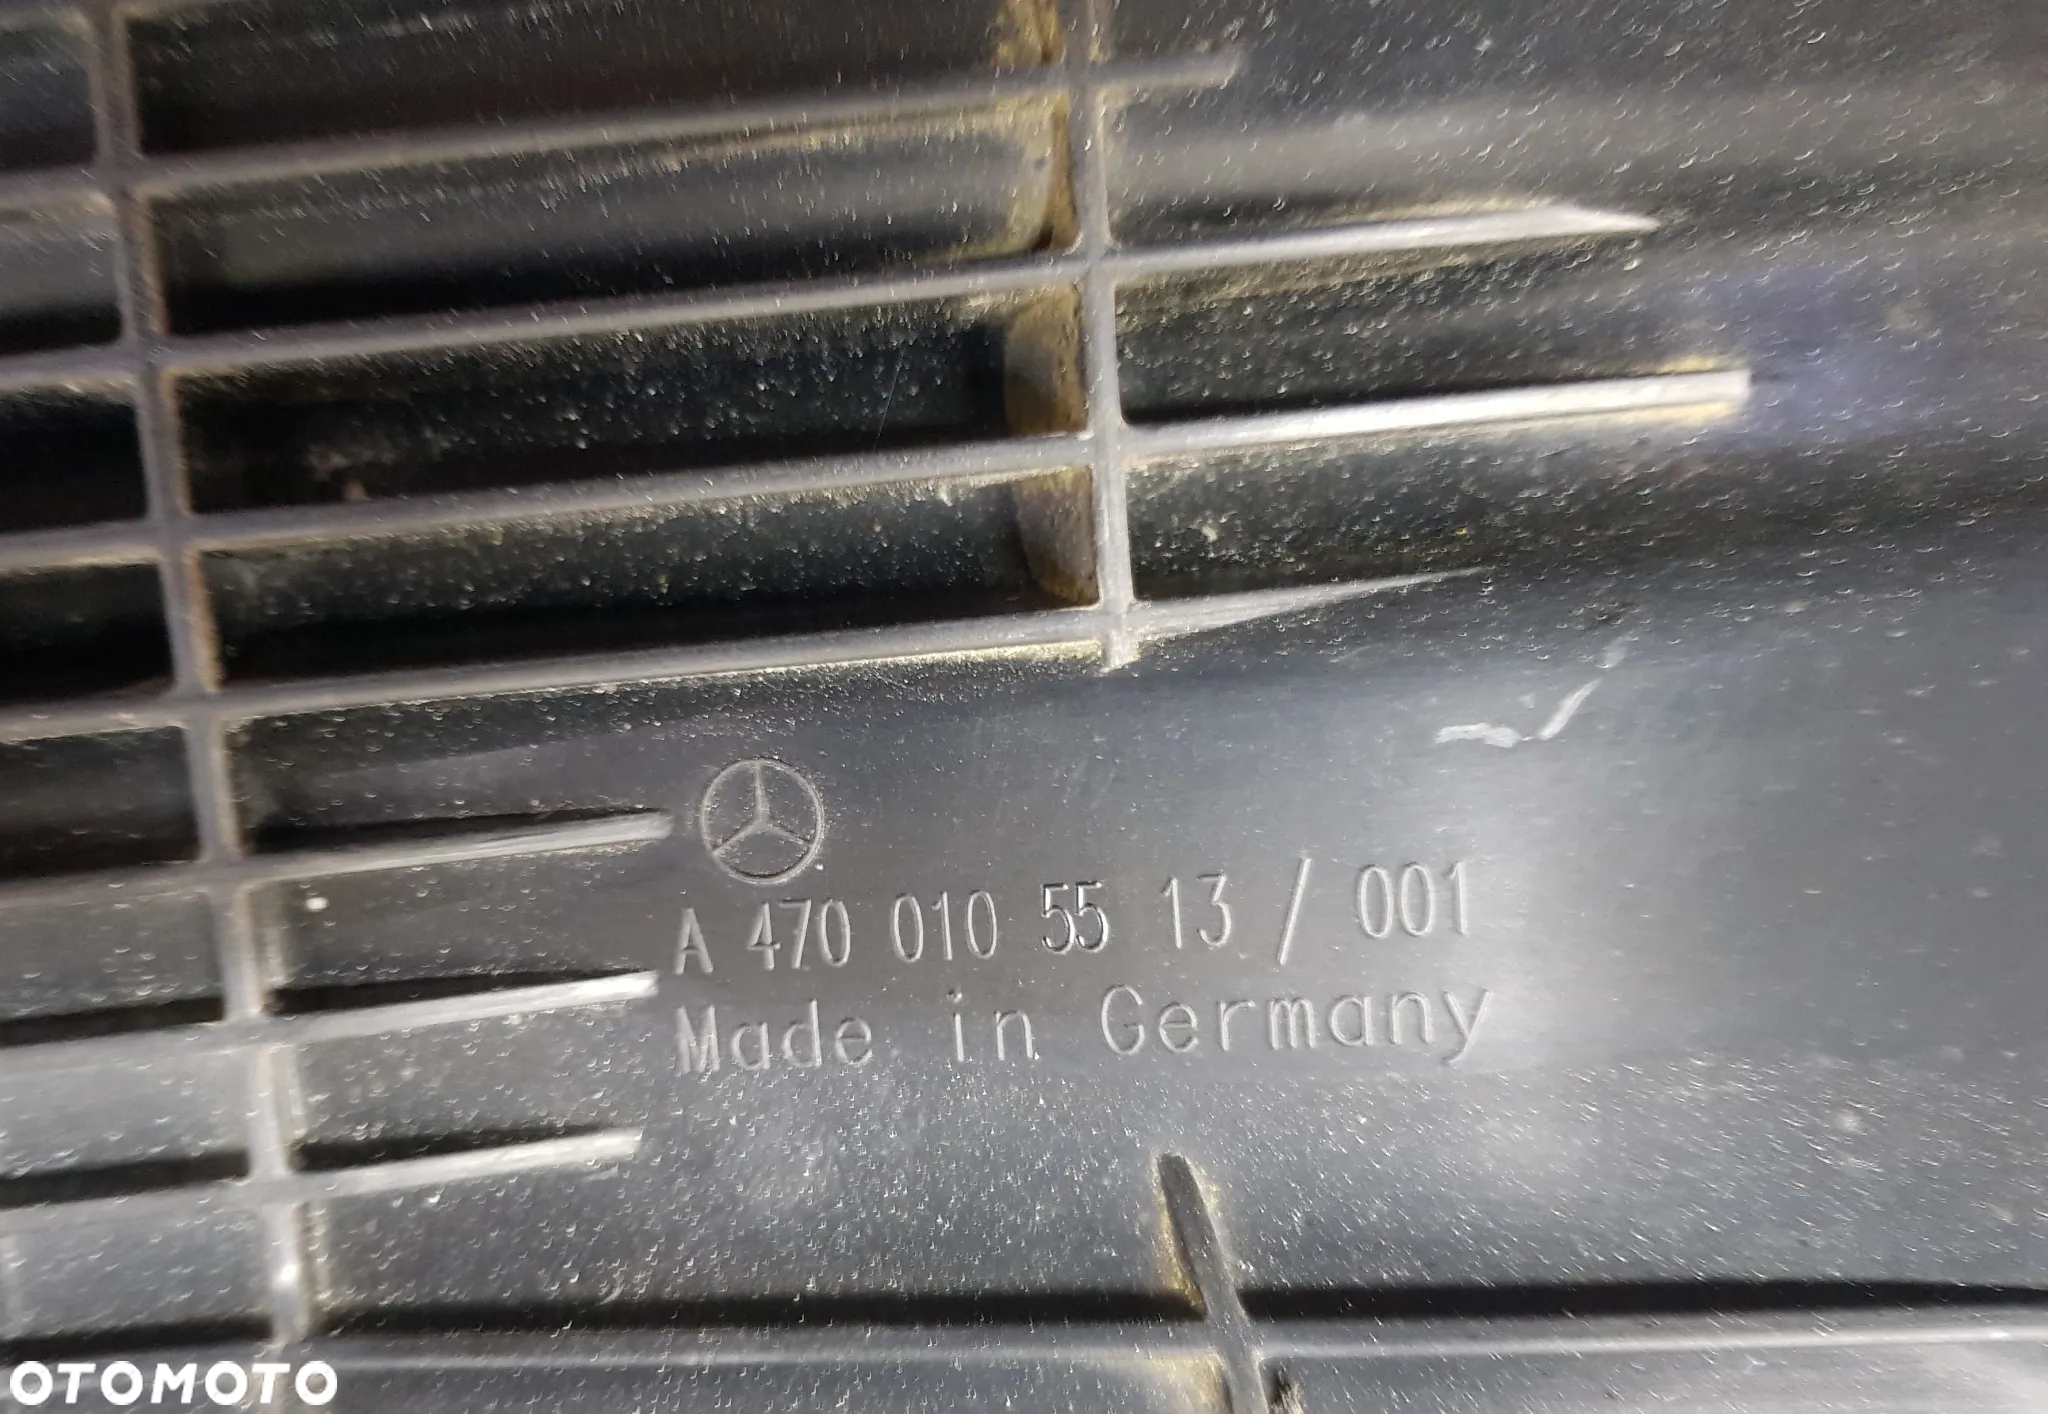 A 470 010 55 13 / 001
Made in Germany
OTOMOTO